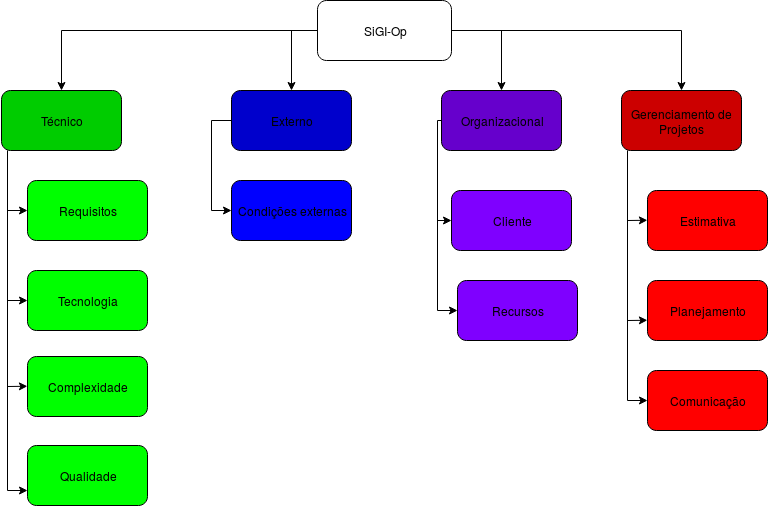 SiGI-Op
Técnico
Externo
Organizacional
Gerenciamento de
Projetos
Requisitos
Condições externas
Cliente
Estimativa
Tecnologia
Recursos
Planejamento
Complexidade
Comunicação
Qualidade